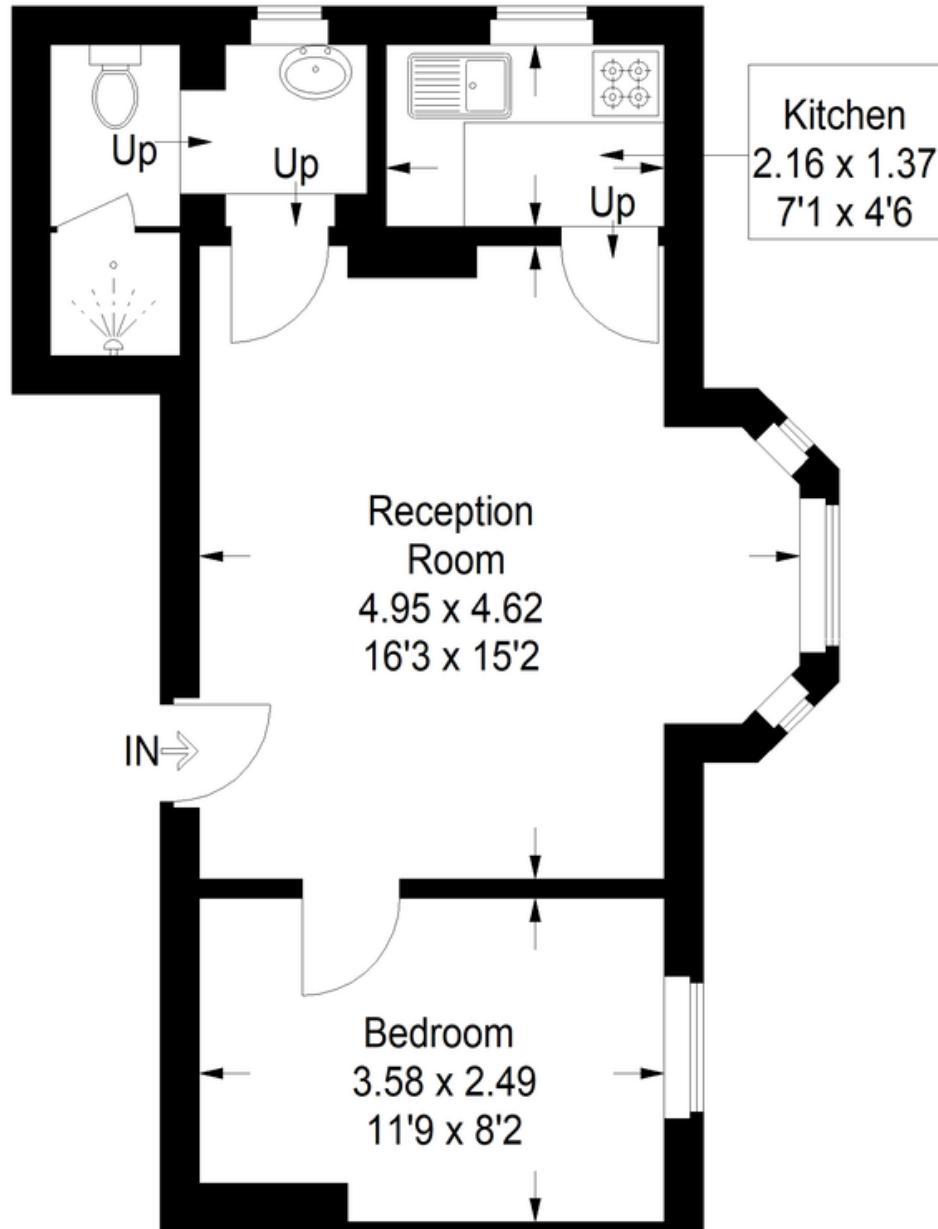 Up
Up
Up
Kitchen
2.16 x 1.37
7'1 x 4'6
Reception
Room
4.95 x 4.62
16'3 x 15'2
IN
Bedroom
3.58 x 2.49
11'9 x 8'2